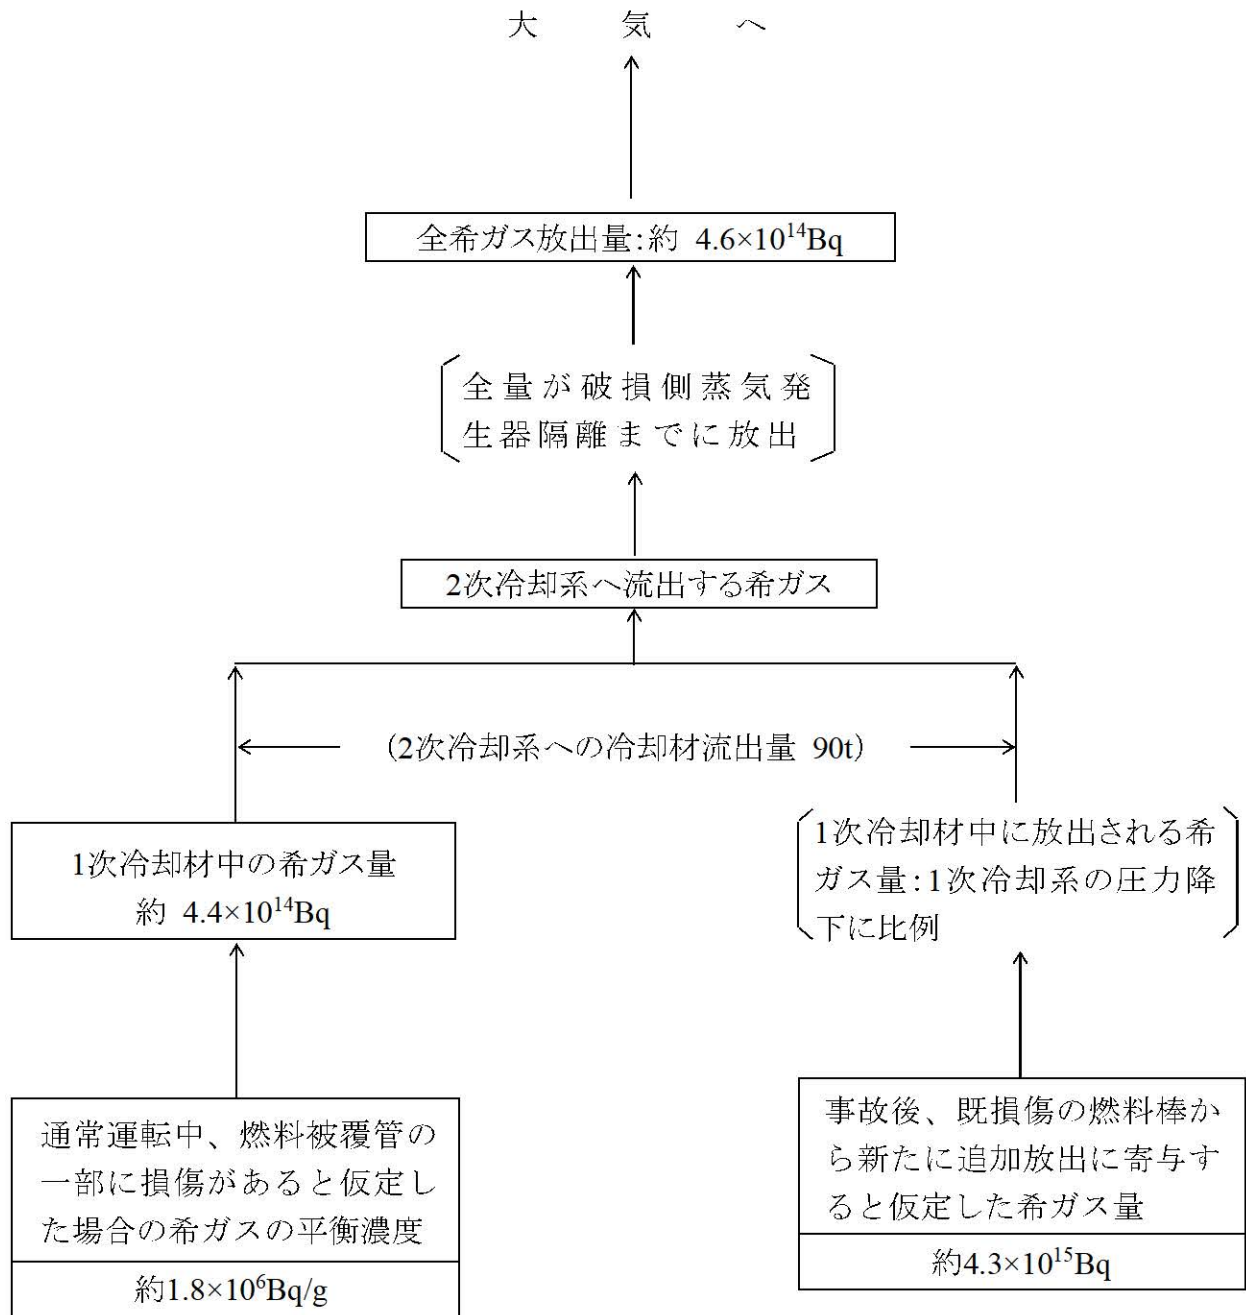 大気へ
全希ガス放出量:約 4.6×10¹⁴Bq
全量が破損側蒸気発
生器隔離までに放出
2次冷却系へ流出する希ガス
(2次冷却系への冷却材流出量 90t)
1次冷却材中の希ガス量
約 4.4×10¹⁴Bq
1次冷却材中に放出される希
ガス量:1次冷却系の圧力降
下に比例
通常運転中、燃料被覆管の
一部に損傷があると仮定し
た場合の希ガスの平衡濃度
約1.8×10⁶Bq/g
事故後、既損傷の燃料棒か
ら新たに追加放出に寄与す
ると仮定した希ガス量
約4.3×10¹⁵Bq